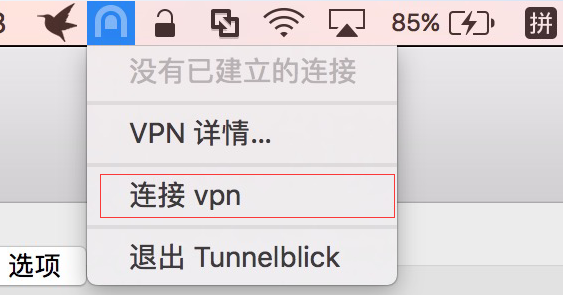 85%
拼
没有已建立的连接
VPN 详情...
连接 vpn
选项
退出 Tunnelblick